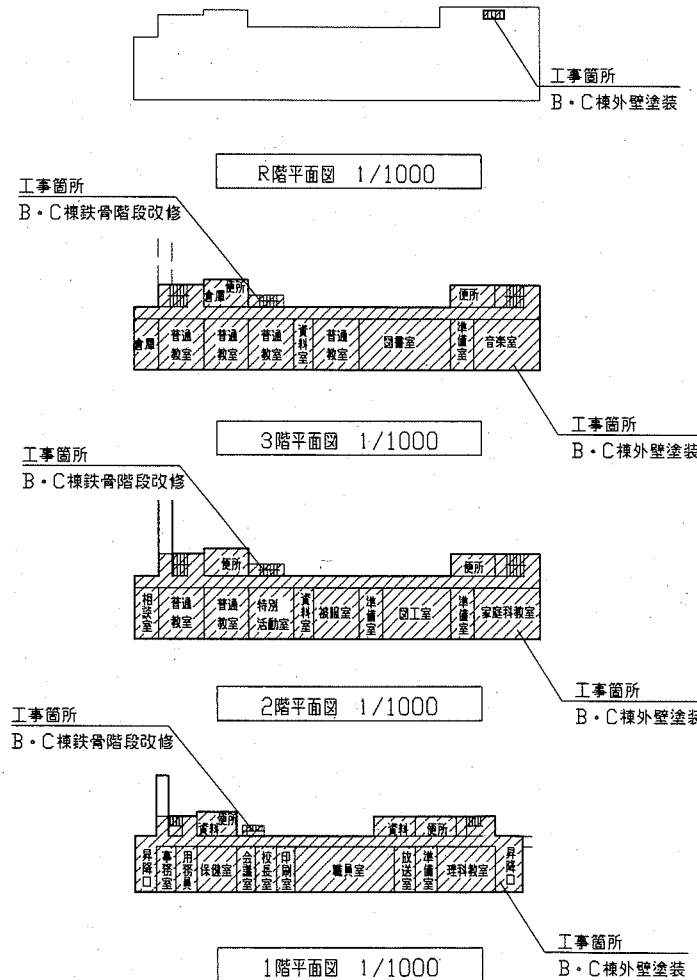 工事箇所
B・C棟外壁塗装
R階平面図 1/1000
工事箇所
B・C棟鉄骨階段改修
便所
倉庫
便所
倉庫
普通教室
普通教室
普通教室
資料室
普通教室
図書室
準備室
音楽室
3階平面図 1/1000
工事箇所
B・C棟外壁塗装
工事箇所
B・C棟鉄骨階段改修
便所
便所
相談室
普通教室
普通教室
特別活動室
資料室
被服室
準備室
図工室
準備室
家庭科教室
2階平面図 1/1000
工事箇所
B・C棟外壁塗装
工事箇所
B・C棟鉄骨階段改修
資料
便所
資料
便所
昇降口
事務室
用務員
保健室
会議室
校長室
印刷室
職員室
放送室
準備室
理科教室
昇降口
1階平面図 1/1000
工事箇所
B・C棟外壁塗装